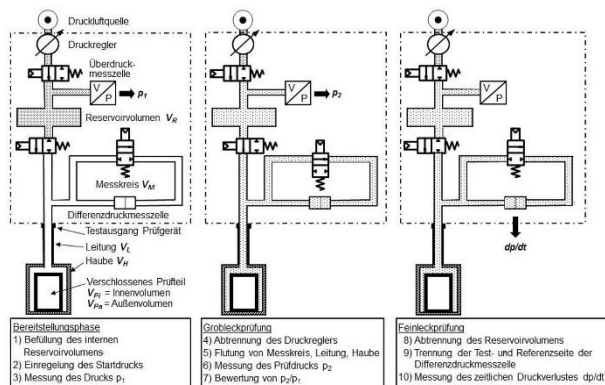 Druckluftquelle
Druckregler
Überdruck-
messzelle
V
P
p1
Reservoirvolumen VR
Messkreis VM
Differenzdruckmesszelle
Testausgang Prüfgerät
Leitung VL
Haube VH
Verschlossenes Prüfteil
VPi = Innenvolumen
VPa = Außenvolumen
V
P
p2
V
P
dp/dt
Bereitstellungsphase
1) Befüllung des internen
Reservoirvolumens
2) Einregelung des Startdrucks
3) Messung des Drucks p1
Grobleckprüfung
4) Abtrennung des Druckreglers
5) Flutung von Messkreis, Leitung, Haube
6) Messung des Prüfdrucks p2
7) Bewertung von p2/p1
Feinleckprüfung
8) Abtrennung des Reservoirvolumens
9) Trennung der Test- und Referenzseite der
Differenzdruckmesszelle
10) Messung des zeitlichen Druckverlustes dp/dt